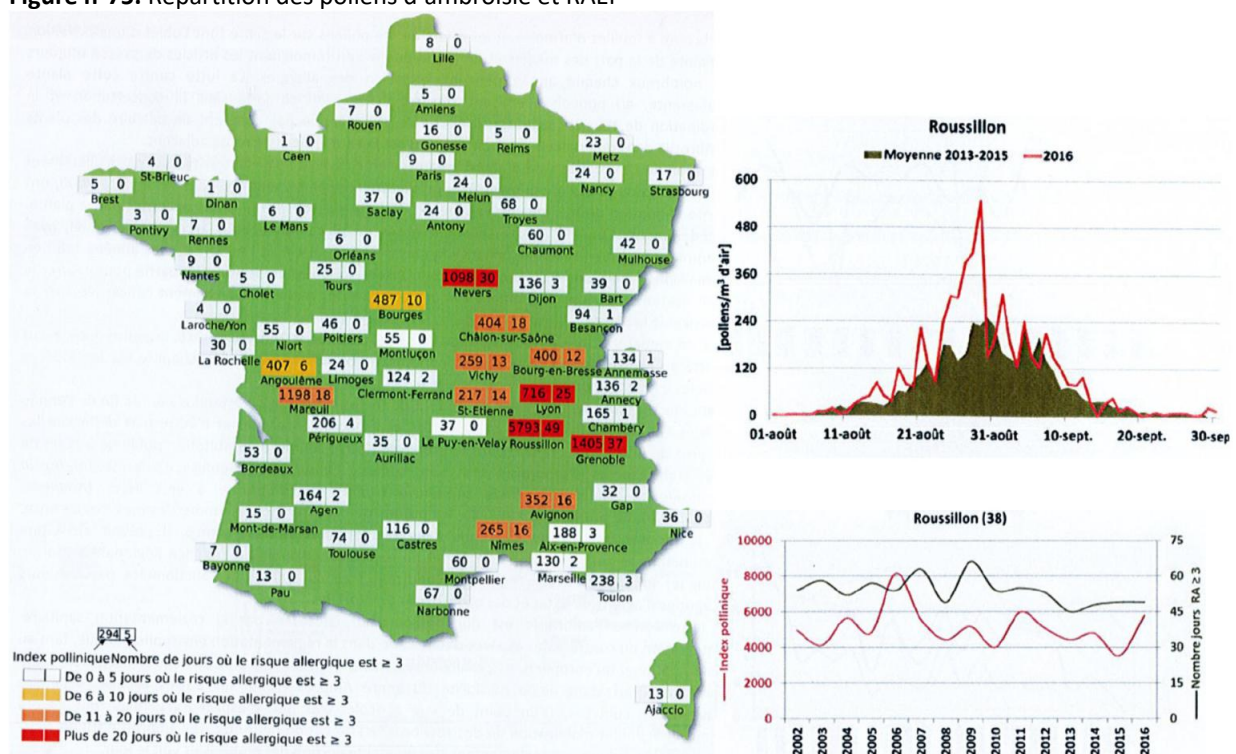 Figure n°75: Répartition des pollens d'ambroisie et RAEP
8 0
Lille
5 0
Amiens
7 0
Rouen
16 0
Gonesse
5 0
Reims
23 0
Metz
1 0
Caen
9 0
Paris
24 0
Nancy
17 0
Strasbourg
4 0
St-Brieuc
5 0
Brest
1 0
Dinan
24 0
Melun
37 0
Saclay
24 0
Antony
68 0
Troyes
3 0
Pontivy
7 0
Rennes
6 0
Le Mans
6 0
Orléans
60 0
Chaumont
42 0
Mulhouse
9 0
Nantes
5 0
Cholet
25 0
Tours
1098 30
Nevers
136 3
Dijon
39 0
Bart
487 10
Bourges
94 1
Besançon
4 0
Laroche/Yon
55 0
Niort
46 0
Poitiers
55 0
Montluçon
404 18
Châlon-sur-Saône
30 0
La Rochelle
407 6
Angoulême
24 0
Limoges
124 2
Clermont-Ferrand
259 13
Vichy
400 12
Bourg-en-Bresse
134 1
Annemasse
136 2
Annecy
1198 18
Mareuil
217 14
St-Etienne
716 25
Lyon
165 1
Chambéry
206 4
Périgueux
35 0
Aurillac
37 0
Le Puy-en-Velay
5793 49
Roussillon
1405 37
Grenoble
53 0
Bordeaux
164 2
Agen
352 16
Avignon
32 0
Gap
15 0
Mont-de-Marsan
74 0
Toulouse
116 0
Castres
265 16
Nîmes
188 3
Aix-en-Provence
36 0
Nice
7 0
Bayonne
13 0
Pau
60 0
Montpellier
130 2
Marseille
238 3
Toulon
67 0
Narbonne
13 0
Ajaccio
294 5
Index pollinique Nombre de jours où le risque allergique est ≥ 3
De 0 à 5 jours où le risque allergique est ≥ 3
De 6 à 10 jours où le risque allergique est ≥ 3
De 11 à 20 jours où le risque allergique est ≥ 3
Plus de 20 jours où le risque allergique est ≥ 3
Roussillon
Moyenne 2013-2015 2016
[pollens/m³ d'air]
600
480
360
240
120
0
01-août 11-août 21-août 31-août 10-sept. 20-sept. 30-sep
Roussillon (38)
Index pollinique
10000
8000
6000
4000
2000
0
75
60
45
30
15
0
Nombre jours RA ≥ 3
2002 2003 2004 2005 2006 2007 2008 2009 2010 2011 2012 2013 2014 2015 2016